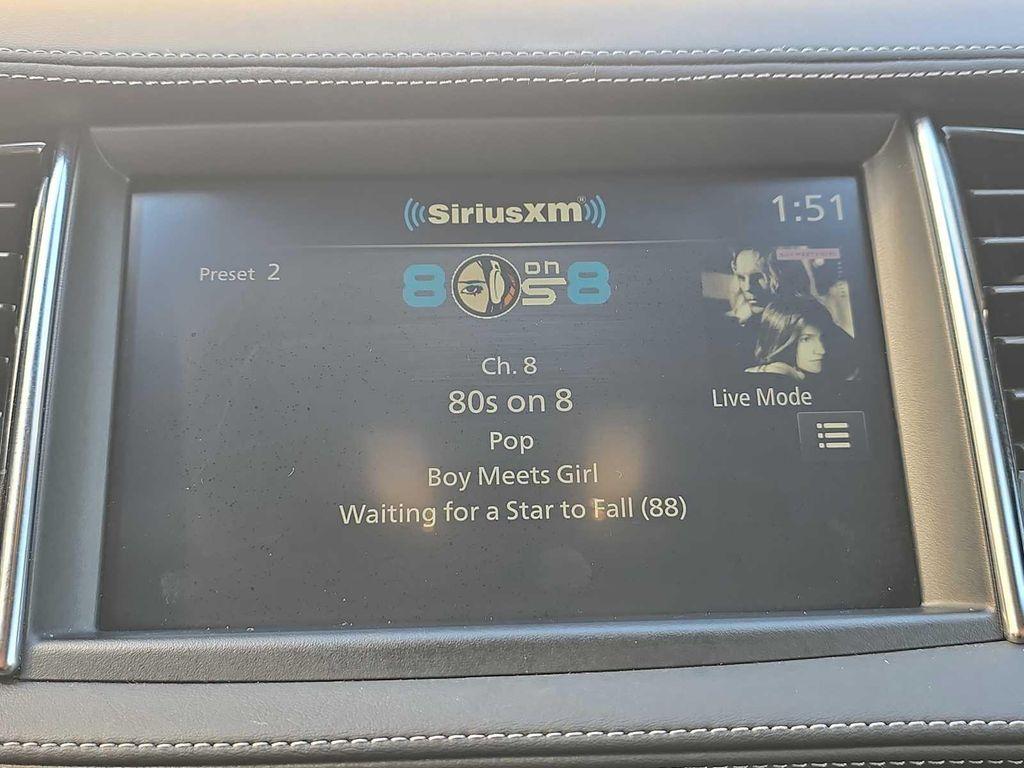 SiriusXM®
1:51
Preset 2
80s on 8
Ch. 8
80s on 8
Pop
Boy Meets Girl
Waiting for a Star to Fall (88)
Live Mode